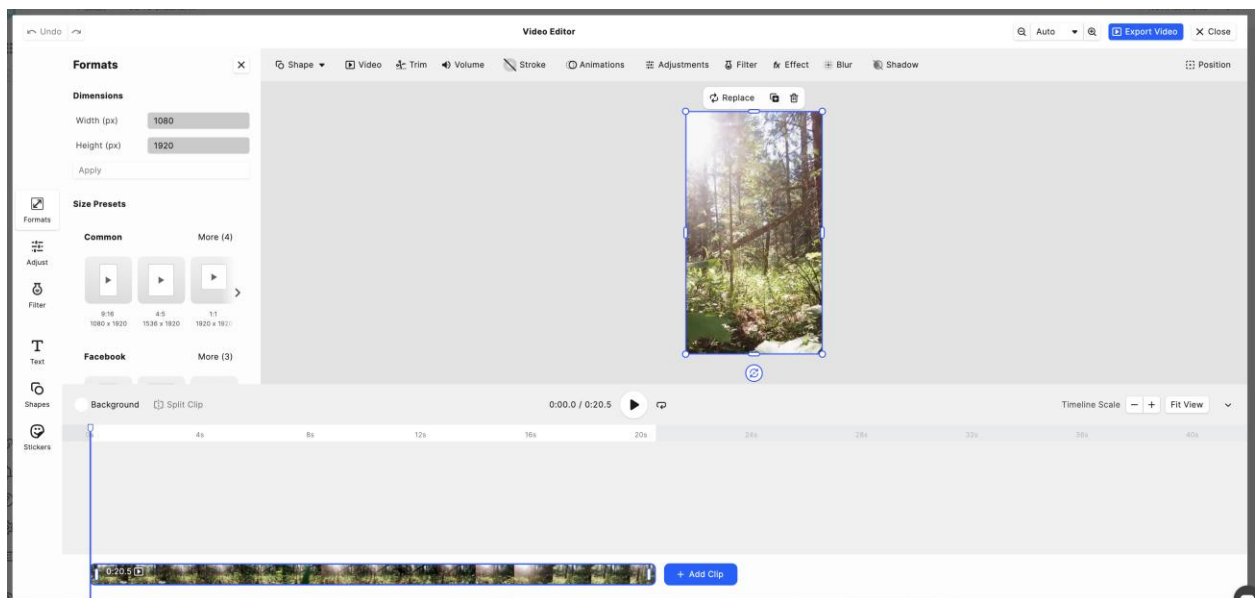 Undo
Video Editor
Auto
Export Video
Close
Formats
Shape
Video
Trim
Volume
Stroke
Animations
Adjustments
Filter
fx Effect
Blur
Shadow
Position
Dimensions
Width (px) 1080
Height (px) 1920
Apply
Replace
Size Presets
Common More (4)
9:16
1080 x 1920
4:5
1536 x 1920
1:1
Facebook More (3)
Formats
Adjust
Filter
Text
Shapes
Stickers
Background
Split Clip
0:00.0 / 0:20.5
Timeline Scale
Fit View
4s 8s 12s 16s 20s 24s 28s 32s 36s 40s
0:20.5
+ Add Clip